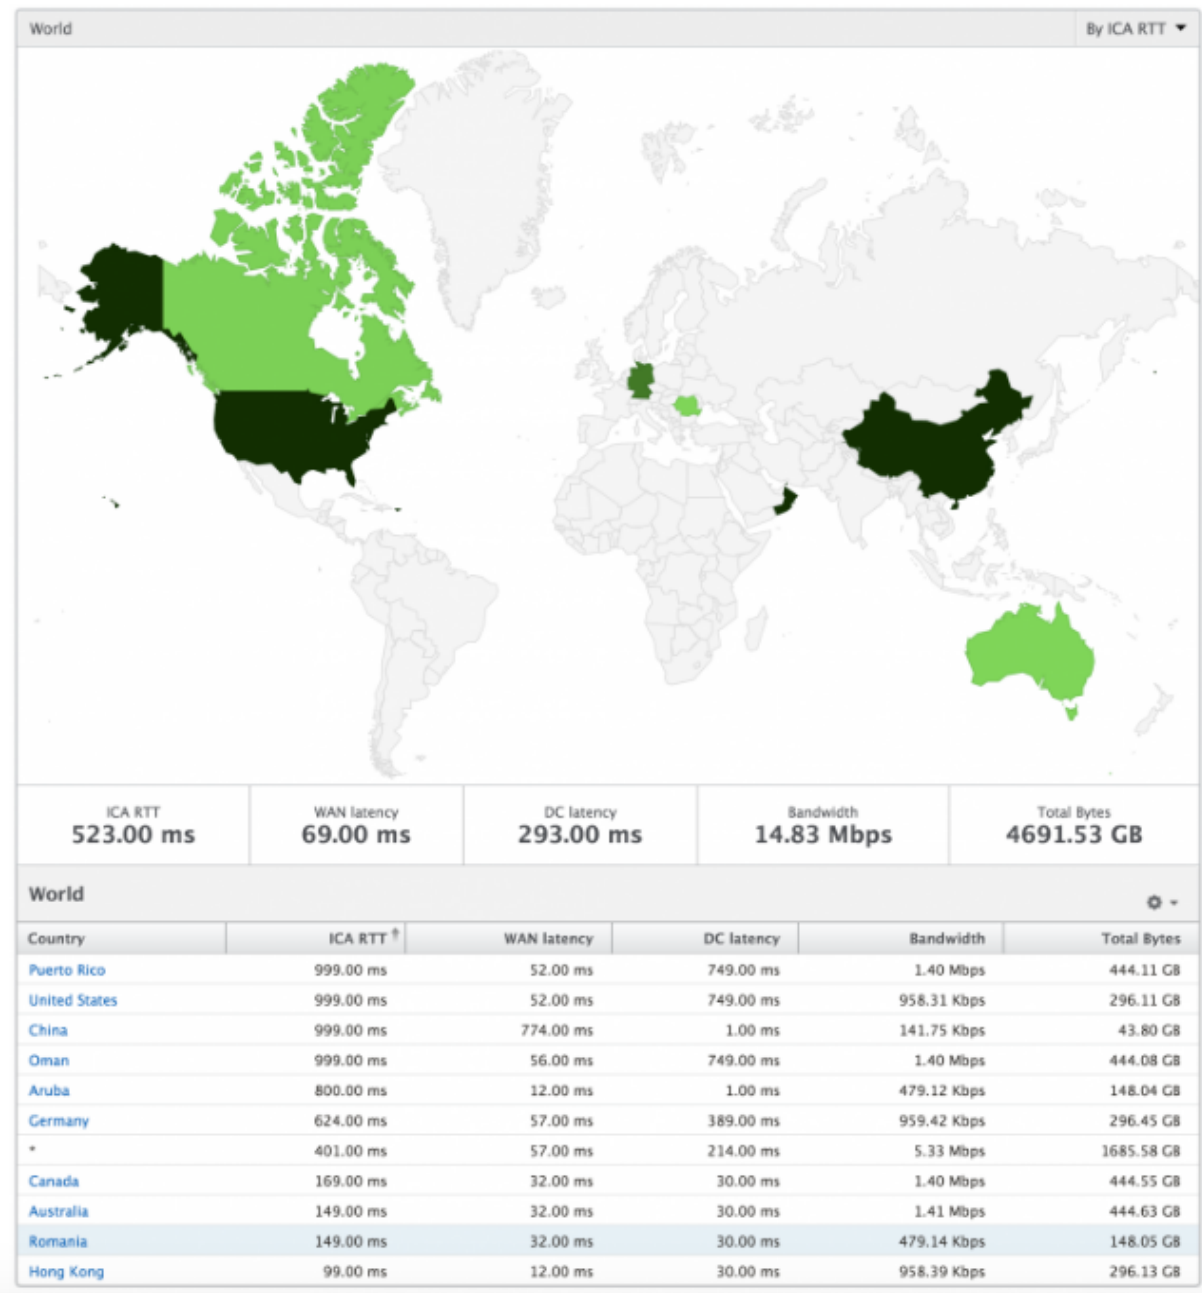 World By ICA RTT
ICA RTT WAN latency DC latency Bandwidth Total Bytes
523.00 ms 69.00 ms 293.00 ms 14.83 Mbps 4691.53 GB
World
Country ICA RTT WAN latency DC latency Bandwidth Total Bytes
Puerto Rico 999.00 ms 52.00 ms 749.00 ms 1.40 Mbps 444.11 GB
United States 999.00 ms 52.00 ms 749.00 ms 958.31 Kbps 296.11 GB
China 999.00 ms 774.00 ms 1.00 ms 141.75 Kbps 43.80 GB
Oman 999.00 ms 56.00 ms 749.00 ms 1.40 Mbps 444.08 GB
Aruba 800.00 ms 12.00 ms 1.00 ms 479.12 Kbps 148.04 GB
Germany 624.00 ms 57.00 ms 389.00 ms 959.42 Kbps 296.45 GB
* 401.00 ms 57.00 ms 214.00 ms 5.33 Mbps 1685.58 GB
Canada 169.00 ms 32.00 ms 30.00 ms 1.40 Mbps 444.55 GB
Australia 149.00 ms 32.00 ms 30.00 ms 1.41 Mbps 444.63 GB
Romania 149.00 ms 32.00 ms 30.00 ms 479.14 Kbps 148.05 GB
Hong Kong 99.00 ms 12.00 ms 30.00 ms 958.39 Kbps 296.13 GB